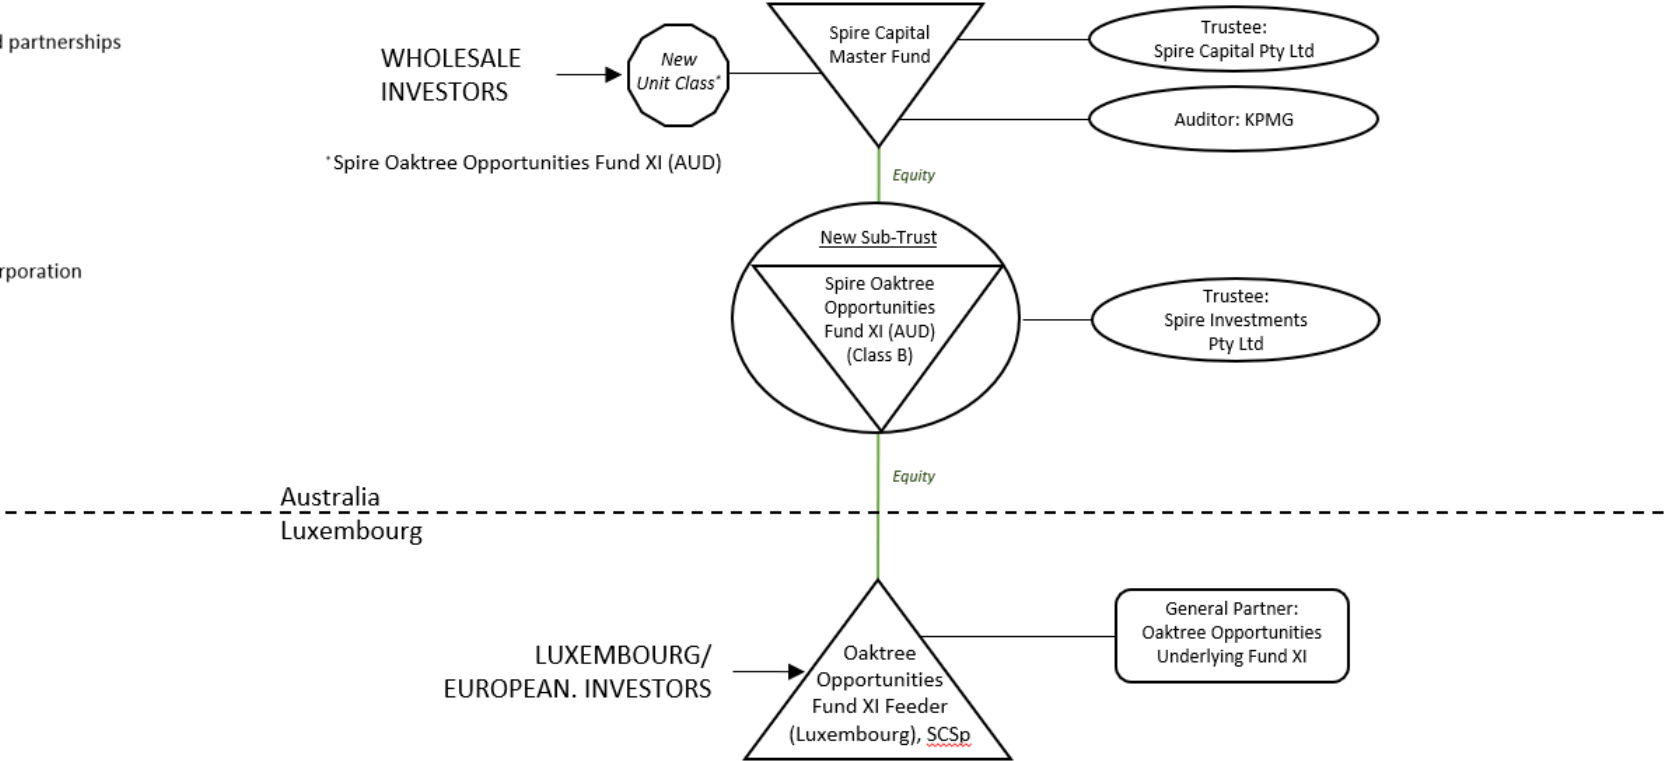 d partnerships
WHOLESALE
INVESTORS
New
Unit Class*
Spire Capital
Master Fund
Trustee:
Spire Capital Pty Ltd
Auditor: KPMG
*Spire Oaktree Opportunities Fund XI (AUD)
Equity
New Sub-Trust
Spire Oaktree
Opportunities
Fund XI (AUD)
(Class B)
rporation
Trustee:
Spire Investments
Pty Ltd
Equity
Australia
Luxembourg
LUXEMBOURG/
EUROPEAN. INVESTORS
Oaktree
Opportunities
Fund XI Feeder
(Luxembourg), SCSp
General Partner:
Oaktree Opportunities
Underlying Fund XI